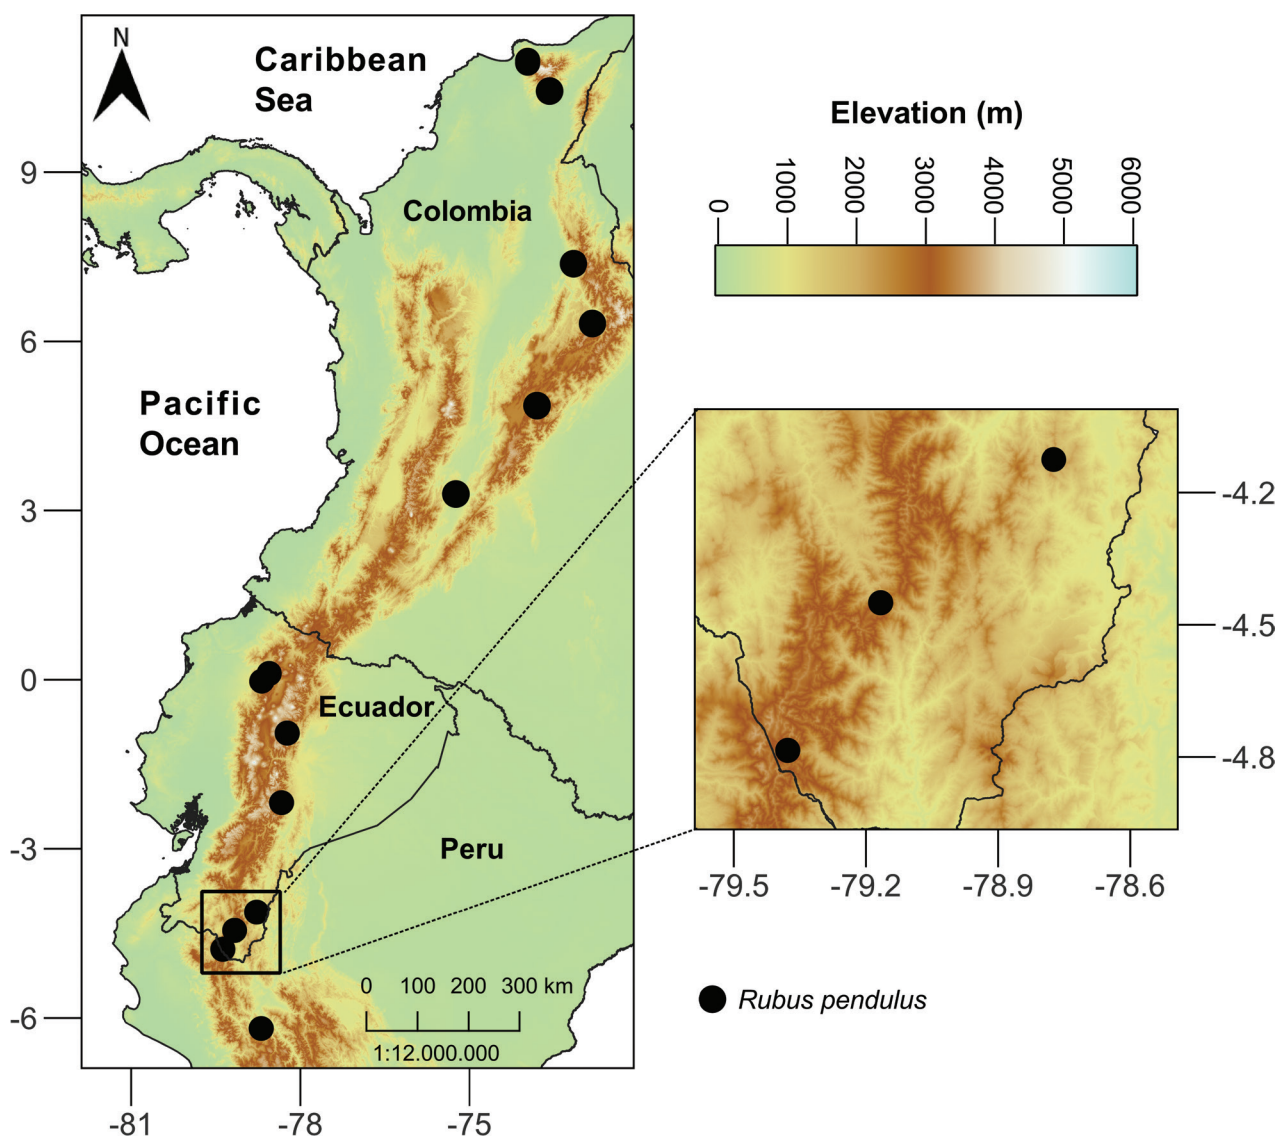 N
Caribbean
Sea
Elevation (m)
0
1000
2000
3000
4000
5000
6000
9
Colombia
6
Pacific
Ocean
3
-4.2
-4.5
0
Ecuador
-4.8
-3
Peru
-79.5
-79.2
-78.9
-78.6
0 100 200 300 km
Rubus pendulus
-6
1:12.000.000
-81
-78
-75